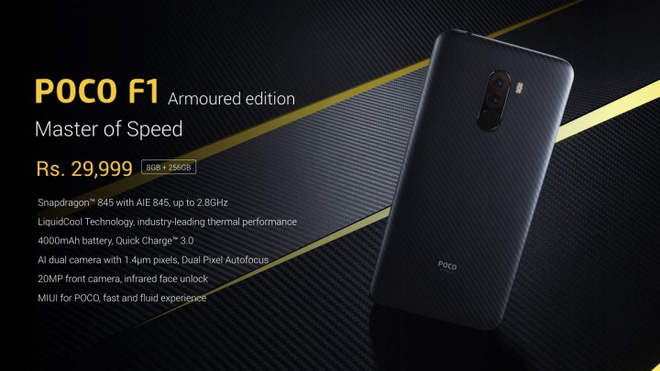 POCO F1 Armoured edition
Master of Speed
Rs. 29,999 8GB + 256GB
Snapdragon™ 845 with AIE 845, up to 2.8GHz
LiquidCool Technology, industry-leading thermal performance
4000mAh battery, Quick Charge™ 3.0
AI dual camera with 1.4μm pixels, Dual Pixel Autofocus
20MP front camera, infrared face unlock
MIUI for POCO, fast and fluid experience
POCO